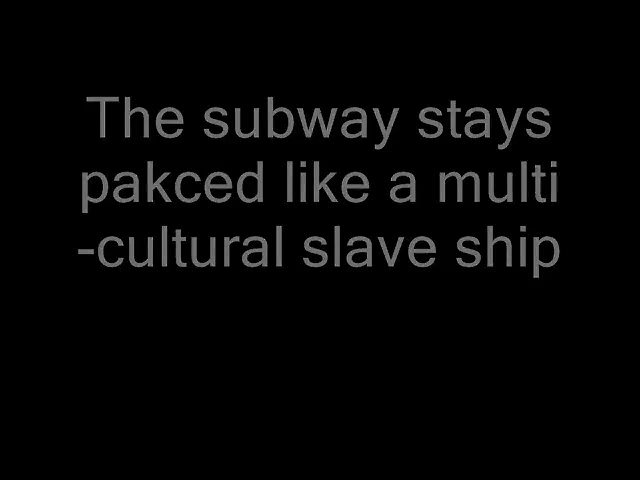 The subway stays
pakced like a multi
-cultural slave ship